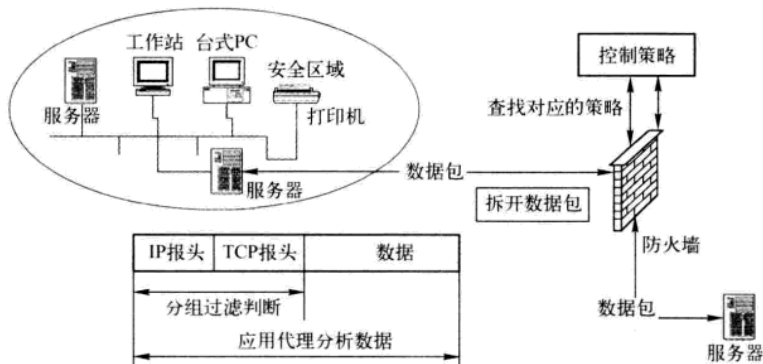 工作站
台式PC
安全区域
服务器
打印机
服务器
控制策略
查找对应的策略
数据包
拆开数据包
防火墙
IP报头
TCP报头
数据
分组过滤判断
应用代理分析数据
数据包
服务器